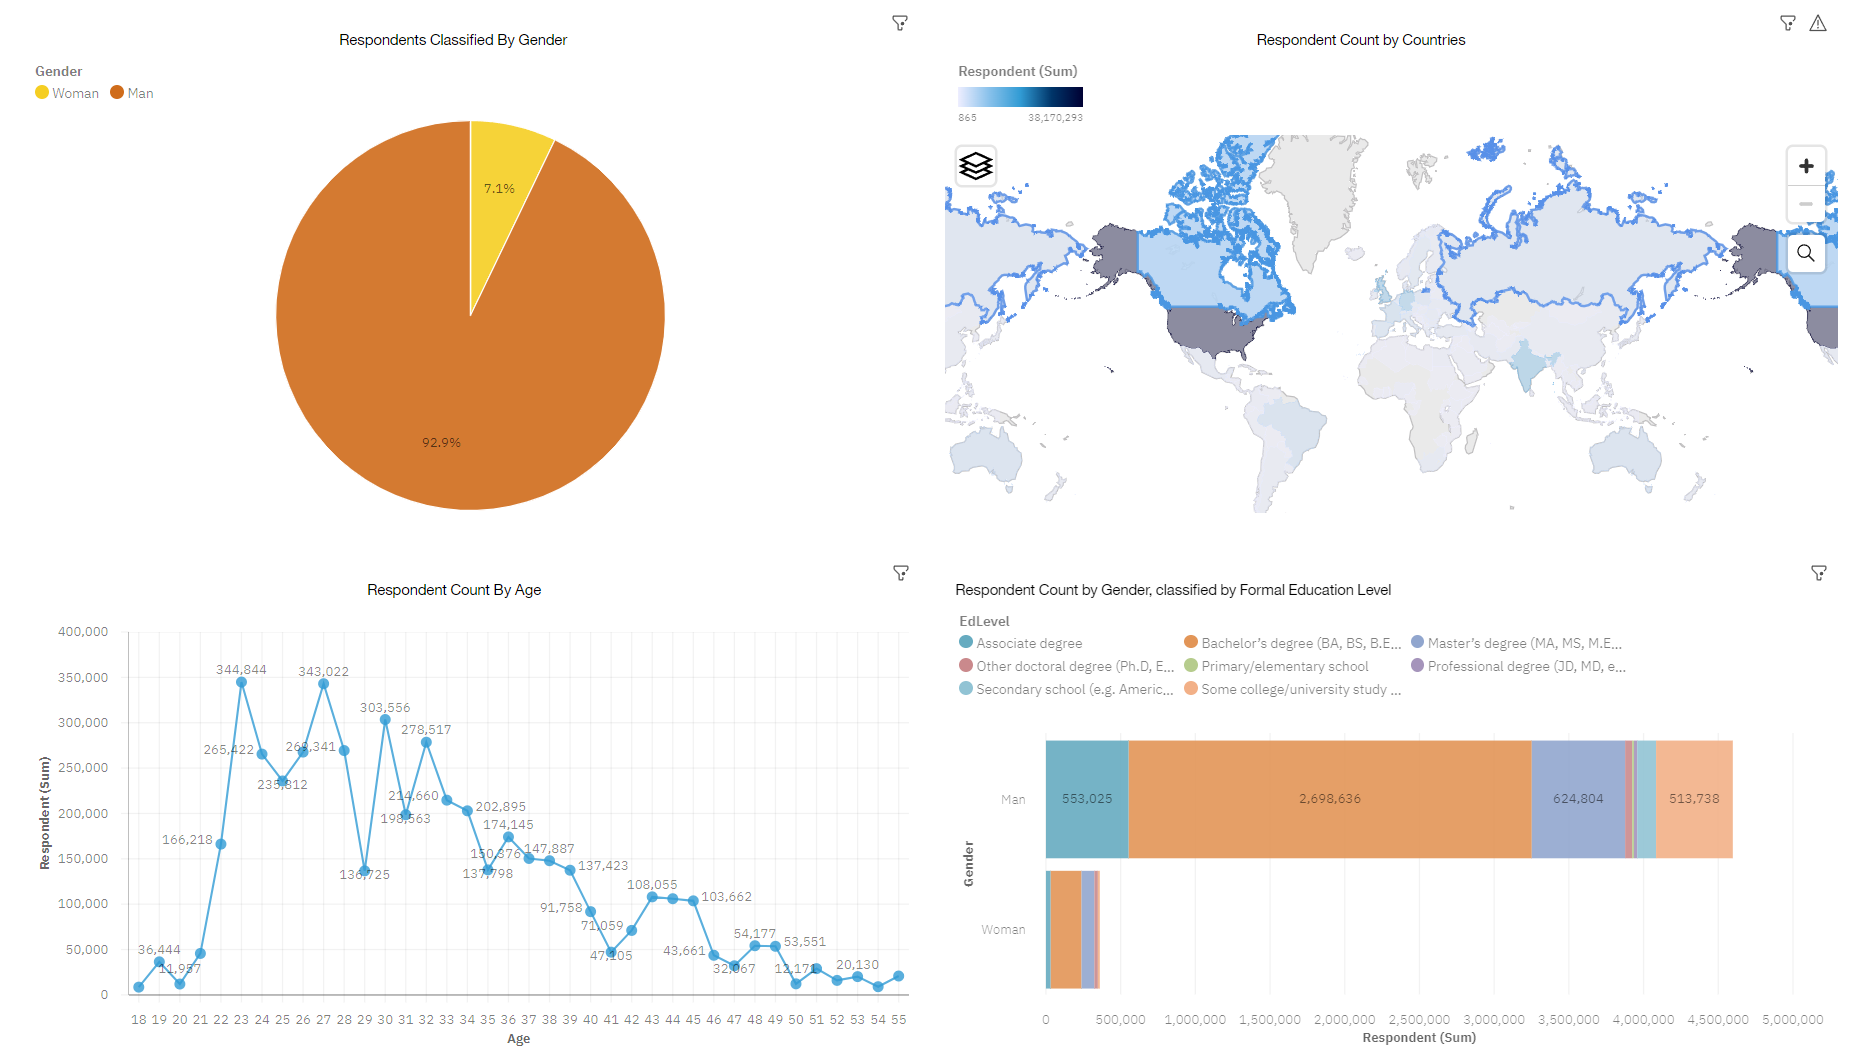 Respondents Classified By Gender
Gender
Woman Man
7.1%
92.9%
Respondent Count by Countries
Respondent (Sum)
865 38,170,293
Respondent Count By Age
Respondent (Sum)
400,000
350,000
300,000
250,000
200,000
150,000
100,000
50,000
0
36,444
11,957
166,218
344,844
265,422
235,812
343,022
136,725
303,556
198,563
278,517
214,660
202,895
137,798
174,145
150,376
147,887
137,423
91,758
47,205
71,059
108,055
103,662
43,661
54,177
53,551
20,130
18 19 20 21 22 23 24 25 26 27 28 29 30 31 32 33 34 35 36 37 38 39 40 41 42 43 44 45 46 47 48 49 50 51 52 53 54 55
Age
Respondent Count by Gender, classified by Formal Education Level
EdLevel
Associate degree Bachelor’s degree (BA, BS, B.E... Master’s degree (MA, MS, M.E...
Other doctoral degree (Ph.D, E... Primary/elementary school Professional degree (JD, MD, e...
Secondary school (e.g. Americ... Some college/university study ...
Gender
Man
553,025 2,698,636 624,804 513,738
Woman
0 500,000 1,000,000 1,500,000 2,000,000 2,500,000 3,000,000 3,500,000 4,000,000 4,500,000 5,000,000
Respondent (Sum)